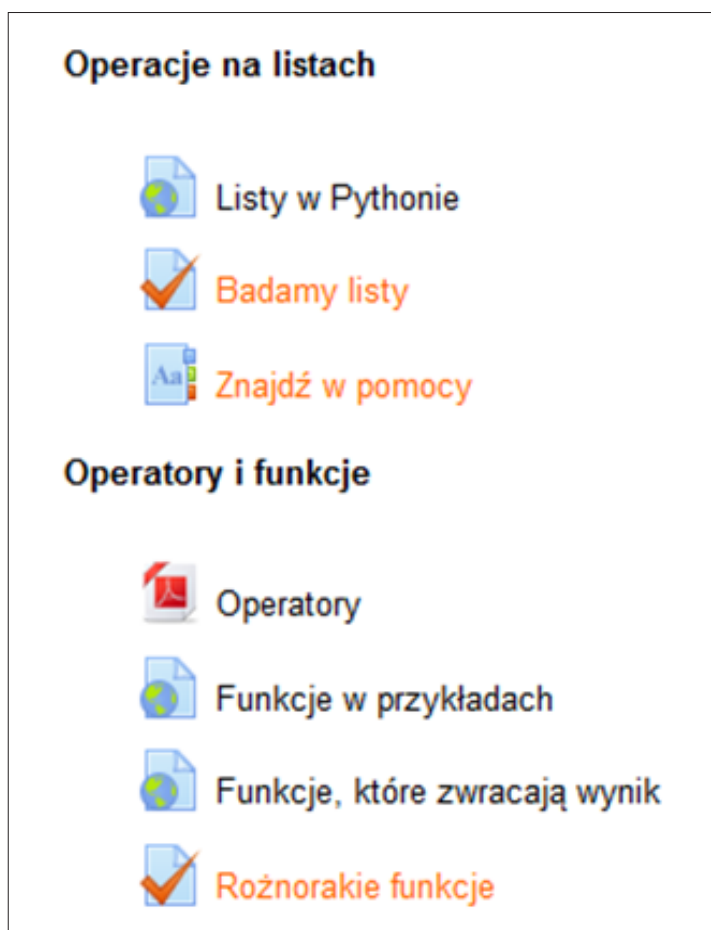 Operacje na listach
Listy w Pythonie
Badamy listy
Aa
Znajdź w pomocy
Operatory i funkcje
Operatory
Funkcje w przykładach
Funkcje, które zwracają wynik
Rożnorakie funkcje